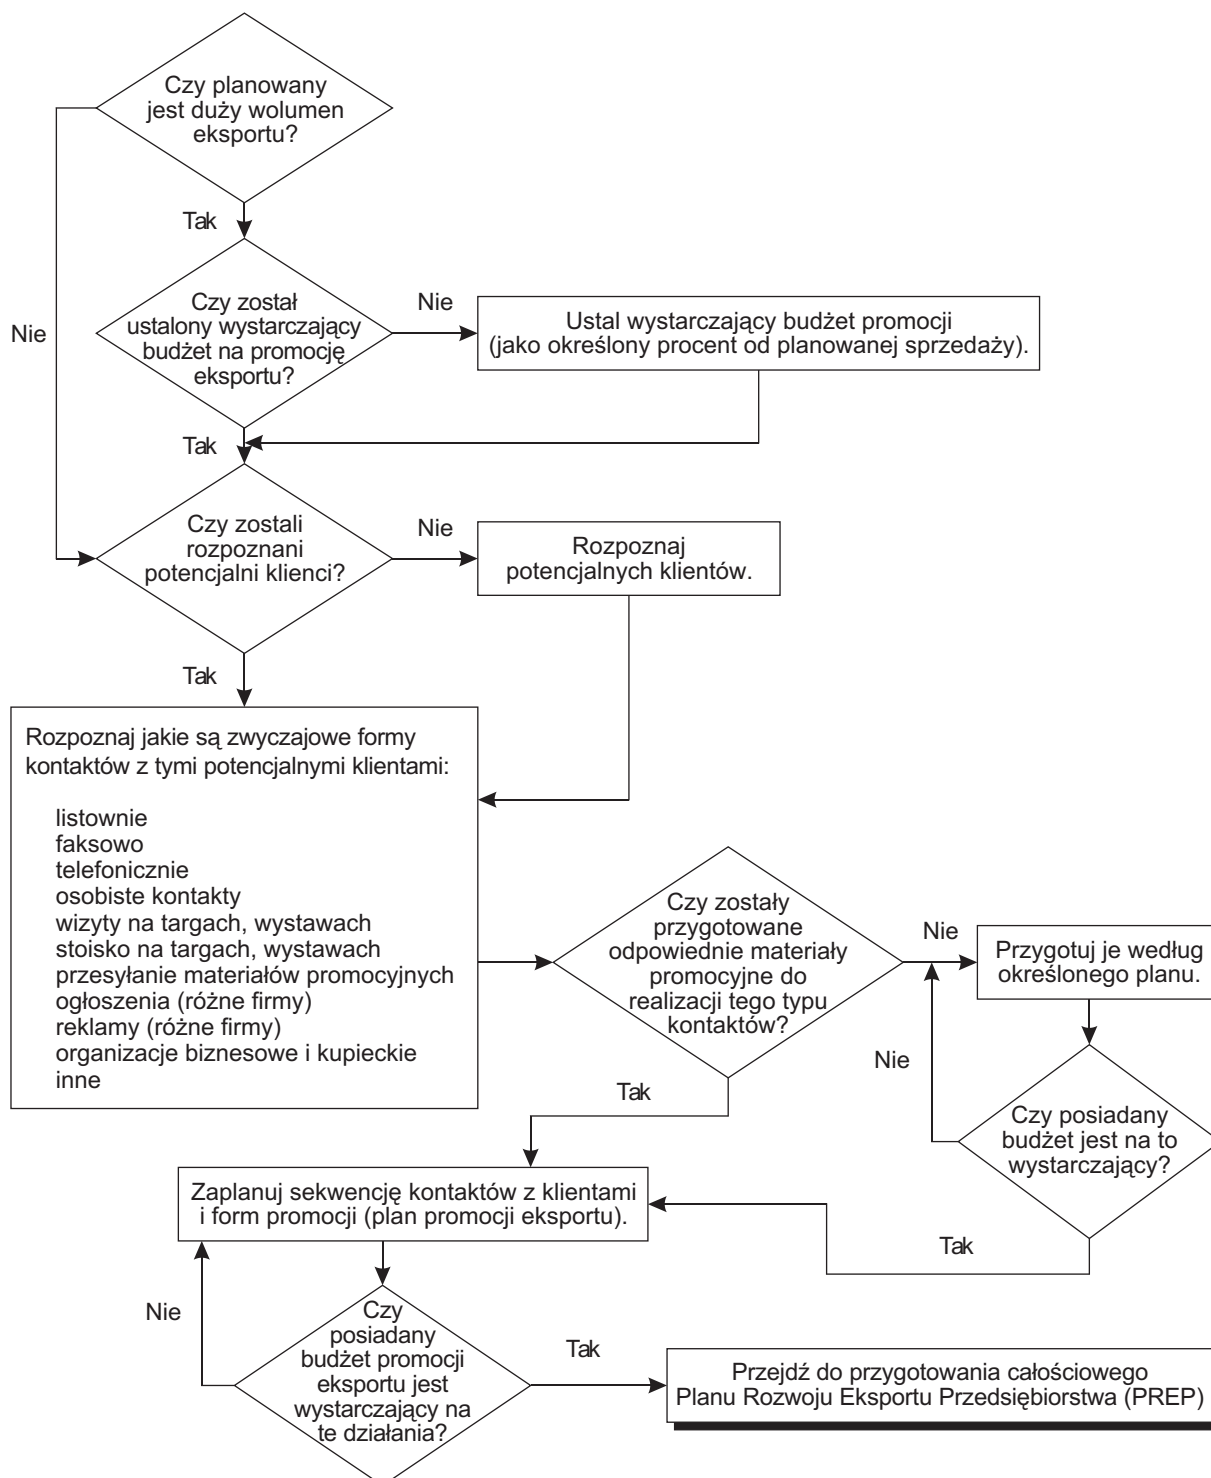 Czy planowany
jest duży wolumen
eksportu?
Tak
Nie
Czy został
ustalony wystarczający
budżet na promocję
eksportu?
Nie
Ustal wystarczający budżet promocji
(jako określony procent od planowanej sprzedaży).
Tak
Czy zostali
rozpoznani
potencjalni klienci?
Nie
Rozpoznaj
potencjalnych klientów.
Tak
Rozpoznaj jakie są zwyczajowe formy
kontaktów z tymi potencjalnymi klientami:
listownie
faksowo
telefonicznie
osobiste kontakty
wizyty na targach, wystawach
stoisko na targach, wystawach
przesyłanie materiałów promocyjnych
ogłoszenia (różne firmy)
reklamy (różne firmy)
organizacje biznesowe i kupieckie
inne
Czy zostały
przygotowane
odpowiednie materiały
promocyjne do
realizacji tego typu
kontaktów?
Nie
Przygotuj je według
określonego planu.
Nie
Tak
Czy posiadany
budżet jest na to
wystarczający?
Tak
Zaplanuj sekwencję kontaktów z klientami
i form promocji (plan promocji eksportu).
Nie
Czy
posiadany
budżet promocji
eksportu jest
wystarczający na
te działania?
Tak
Przejdź do przygotowania całościowego
Planu Rozwoju Eksportu Przedsiębiorstwa (PREP)